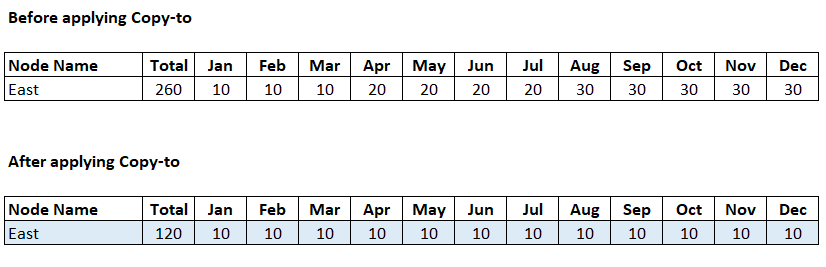 Before applying Copy-to
Node Name Total Jan Feb Mar Apr May Jun Jul Aug Sep Oct Nov Dec
East 260 10 10 10 20 20 20 20 30 30 30 30 30
After applying Copy-to
Node Name Total Jan Feb Mar Apr May Jun Jul Aug Sep Oct Nov Dec
East 120 10 10 10 10 10 10 10 10 10 10 10 10